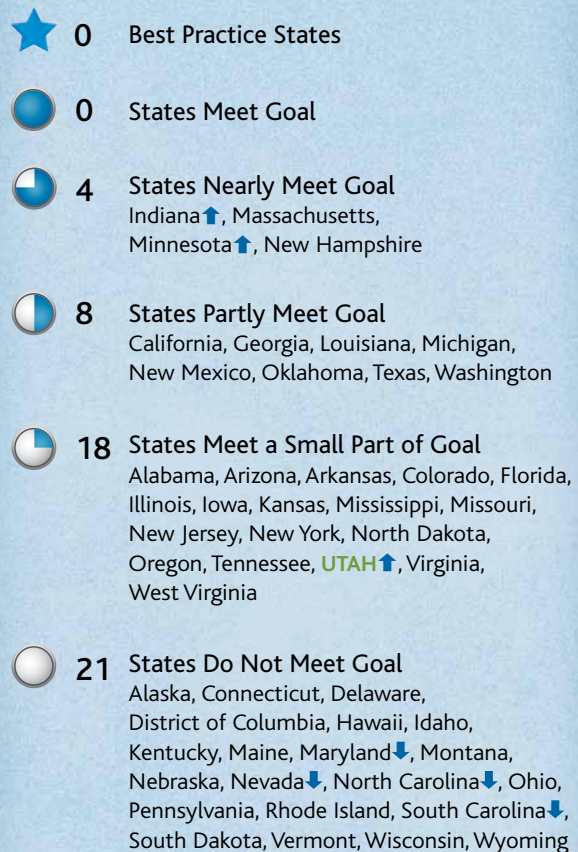 0 Best Practice States
0 States Meet Goal
4 States Nearly Meet Goal
Indiana⬆, Massachusetts,
Minnesota⬆, New Hampshire
8 States Partly Meet Goal
California, Georgia, Louisiana, Michigan,
New Mexico, Oklahoma, Texas, Washington
18 States Meet a Small Part of Goal
Alabama, Arizona, Arkansas, Colorado, Florida,
Illinois, Iowa, Kansas, Mississippi, Missouri,
New Jersey, New York, North Dakota,
Oregon, Tennessee, UTAH⬆, Virginia,
West Virginia
21 States Do Not Meet Goal
Alaska, Connecticut, Delaware,
District of Columbia, Hawaii, Idaho,
Kentucky, Maine, Maryland⬇, Montana,
Nebraska, Nevada⬇, North Carolina⬇, Ohio,
Pennsylvania, Rhode Island, South Carolina⬇,
South Dakota, Vermont, Wisconsin, Wyoming